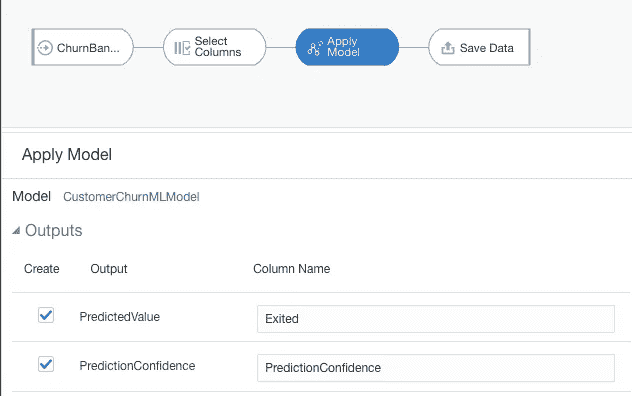 ChurnBan...
Select
Columns
Apply
Model
Save Data
Apply Model
Model CustomerChurnMLModel
Outputs
Create Output Column Name
PredictedValue Exited
PredictionConfidence PredictionConfidence